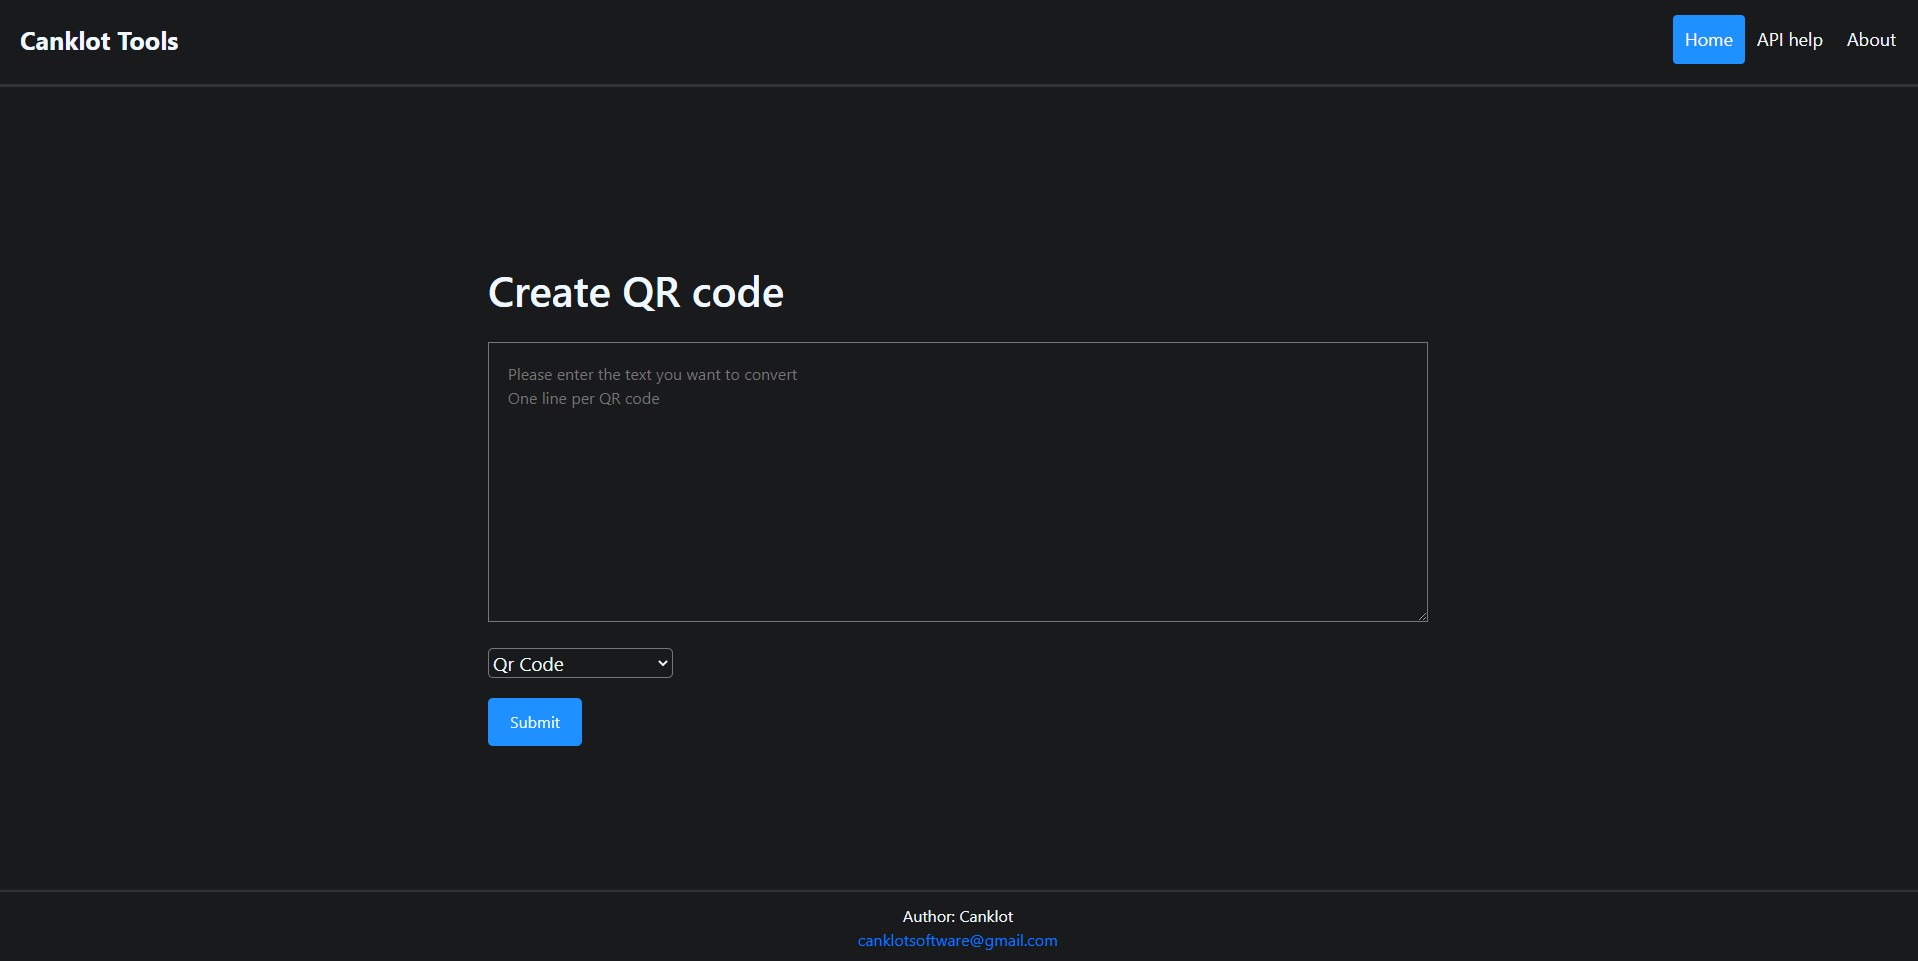 Canklot Tools
Home API help About
Create QR code
Please enter the text you want to convert
One line per QR code
Qr Code
Submit
Author: Canklot
canklotsoftware@gmail.com